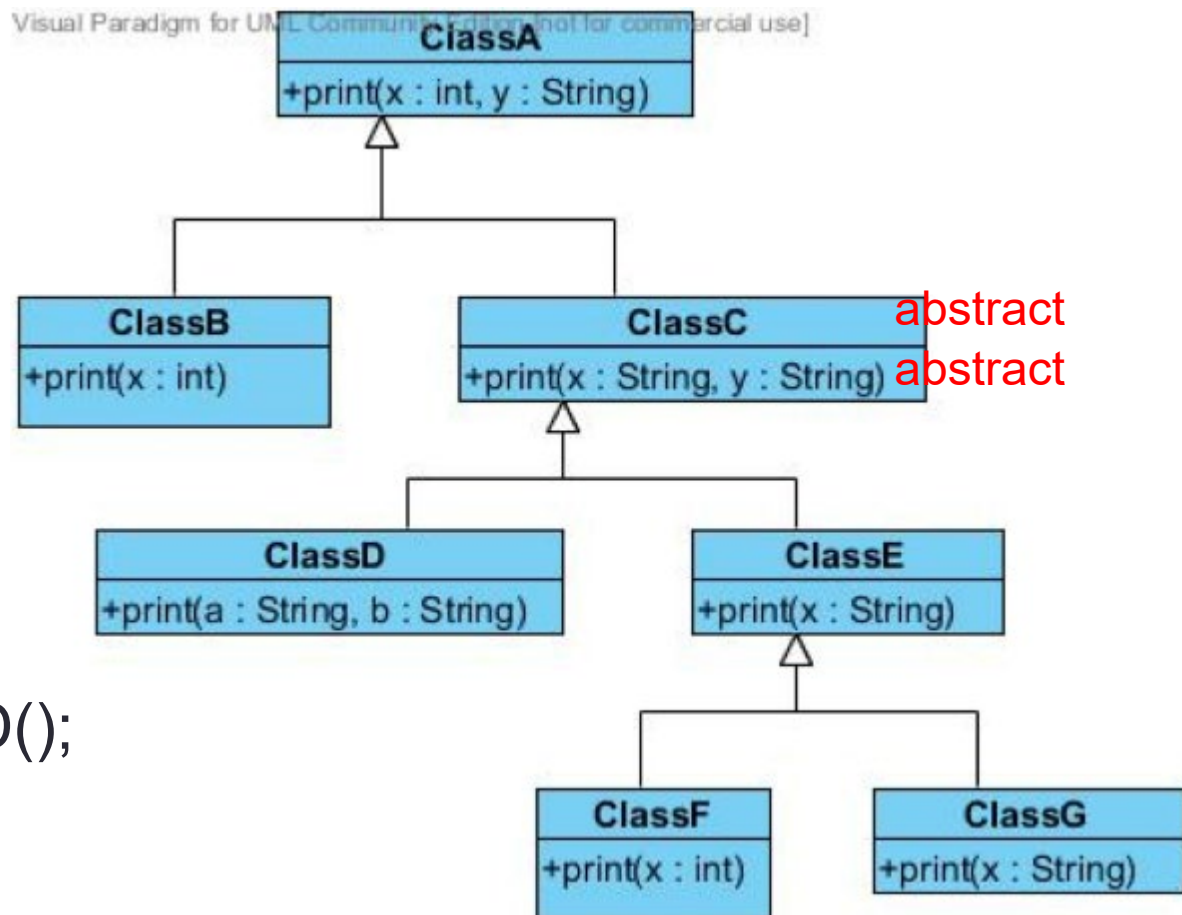 Visual Paradigm for UML Community Edition [not for commercial use]
ClassA
+print(x : int, y : String)
ClassB
+print(x : int)
ClassC abstract
+print(x : String, y : String) abstract
ClassD
+print(a : String, b : String)
ClassE
+print(x : String)
();
ClassF
+print(x : int)
ClassG
+print(x : String)